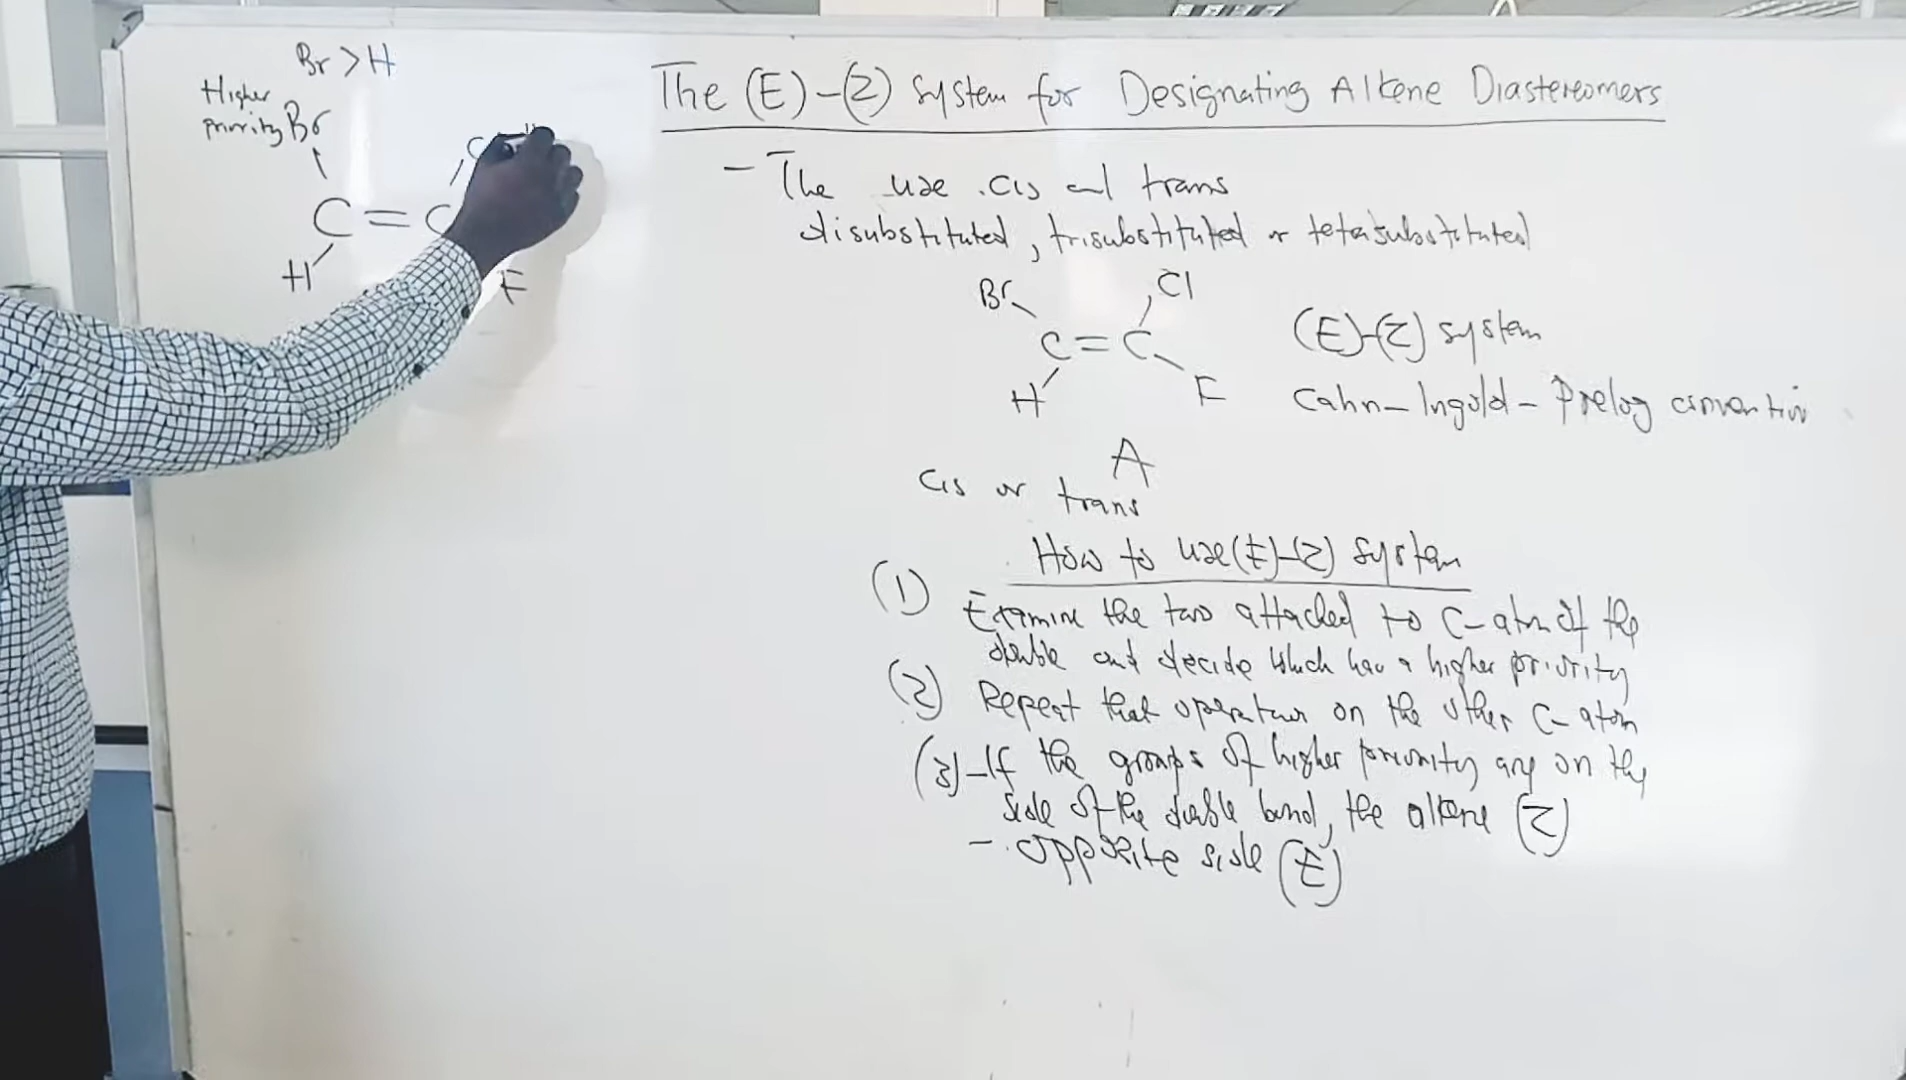 Br > H
Higher
priority Br
C = C
H
F
The (E)-(Z) system for Designating Alkene Diastereomers
- The use cis and trans
disubstituted, trisubstituted or tetrasubstituted
Br Cl
C = C
H F
(E)-(Z) system
Cahn-Ingold-Prelog convention
A
cis or trans
How to use (E)-(Z) system
(1) Examine the two attached to C-atom of the
double and decide which has a higher priority
(2) Repeat that operation on the other C-atom
(3) - If the groups of higher priority are on the
side of the double bond, the alkene (Z)
- opposite side (E)